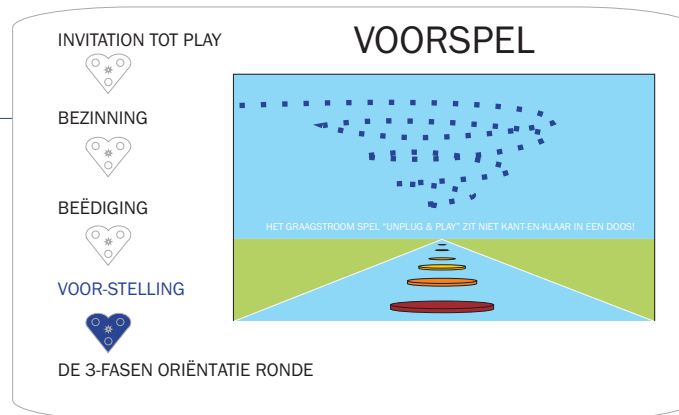 VOORSPEL
INVITATION TOT PLAY
BEZINNING
BEËDIGING
VOOR-STELLING
DE 3-FASEN ORIËNTATIE RONDE
HET GRAAGSTROOM SPEL “UNPLUG & PLAY” ZIT NIET KANT-EN-KLAAR IN EEN DOOS!